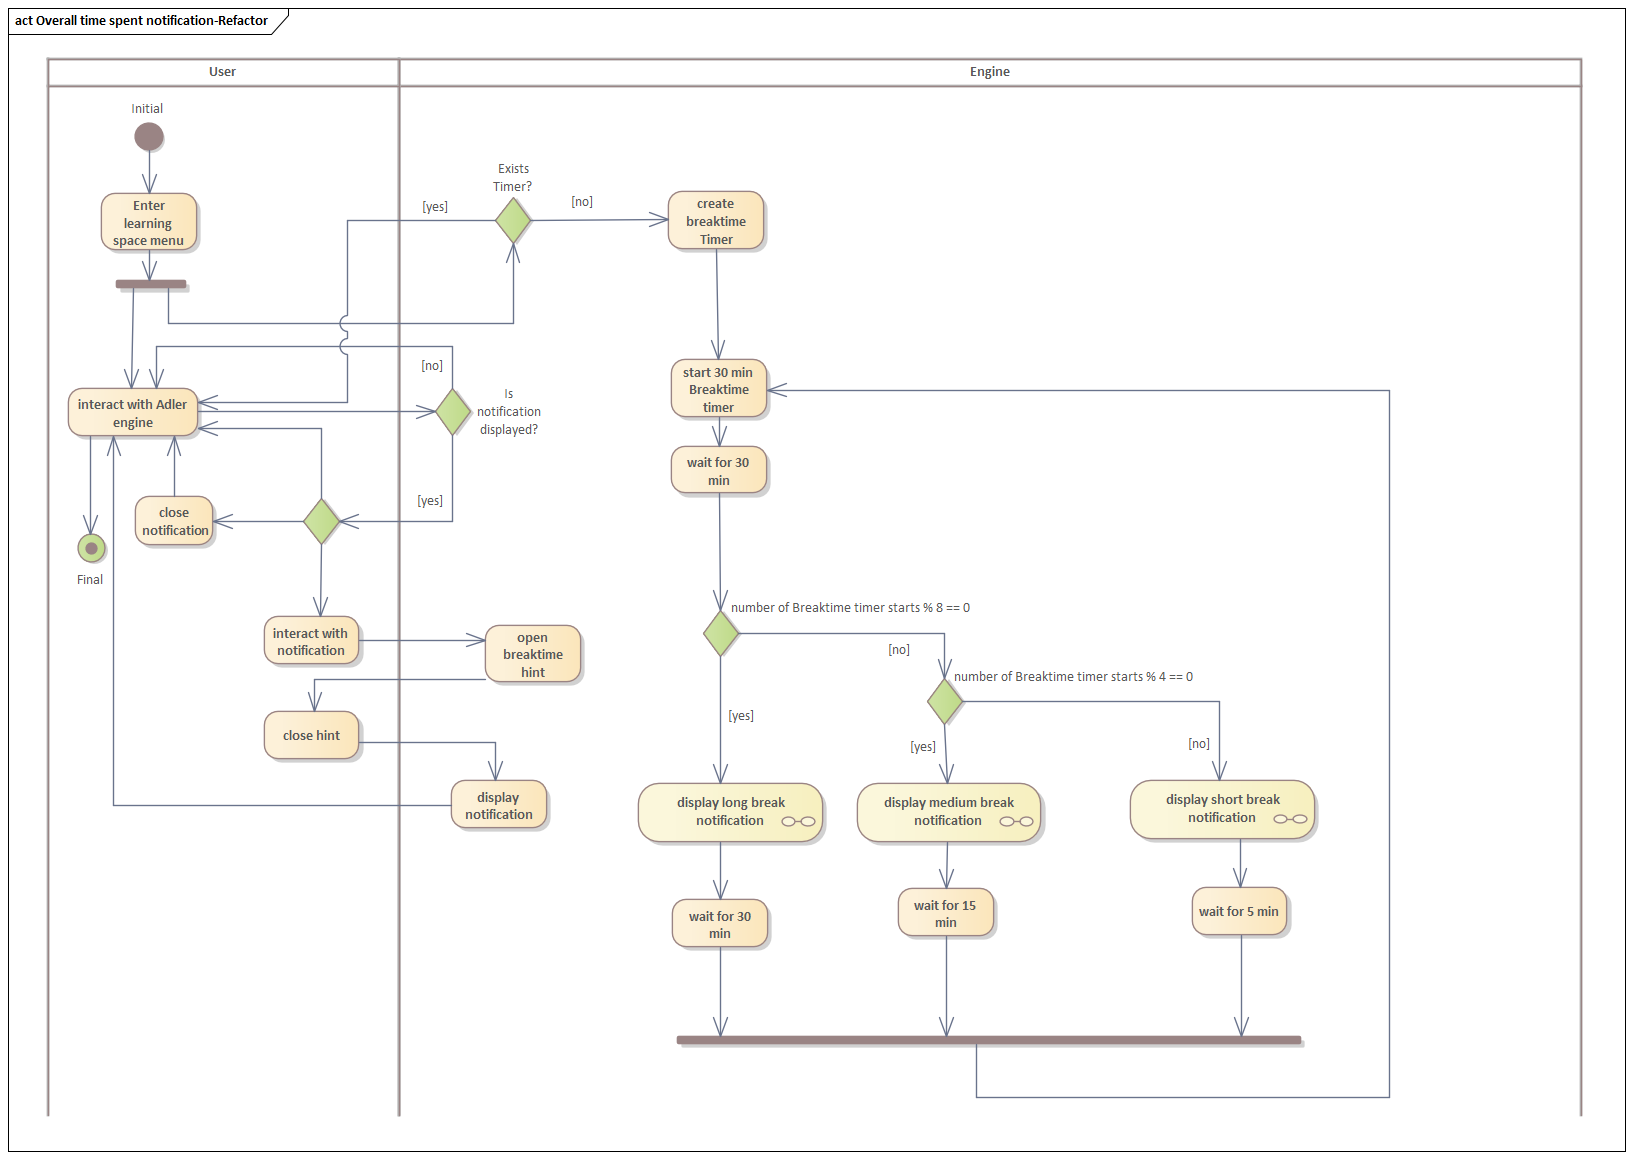 act Overall time spent notification-Refactor
User
Engine
Initial
Enter
learning
space menu
Exists
Timer?
[yes]
[no]
create
breaktime
Timer
[no]
Is
notification
displayed?
[yes]
interact with Adler
engine
start 30 min
Breaktime
timer
wait for 30
min
close
notification
Final
interact with
notification
open
breaktime
hint
close hint
display
notification
number of Breaktime timer starts % 8 == 0
[no]
[yes]
number of Breaktime timer starts % 4 == 0
[yes]
[no]
display long break
notification
display medium break
notification
display short break
notification
wait for 30
min
wait for 15
min
wait for 5 min